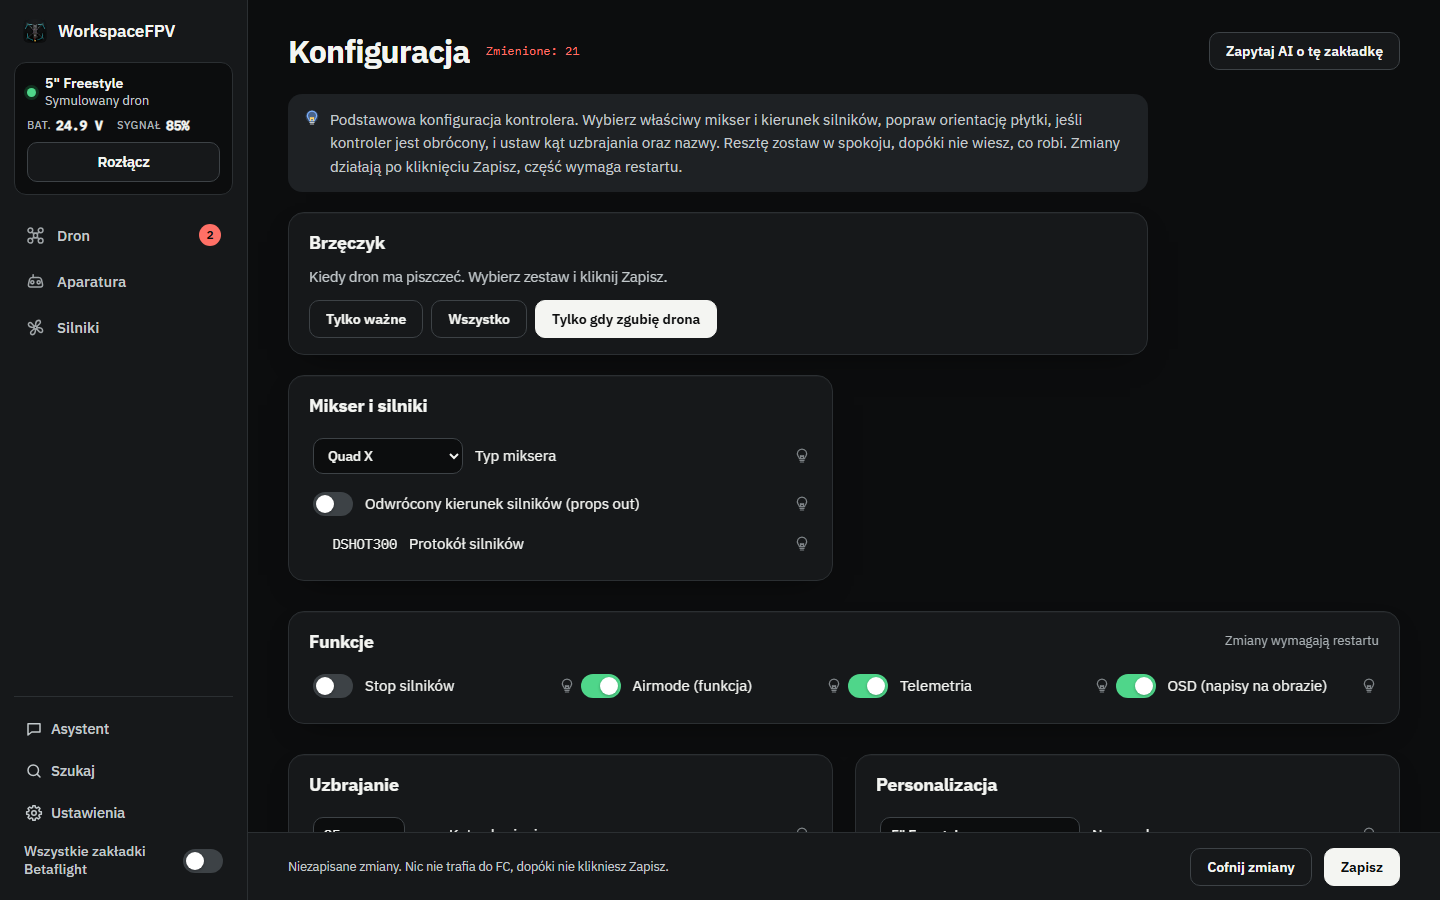 WorkspaceFPV
5" Freestyle
Symulowany dron
BAT. 24.9 V SYGNAŁ 85%
Rozłącz
Dron 2
Aparatura
Silniki
Asystent
Szukaj
Ustawienia
Wszystkie zakładki
Betaflight
Konfiguracja Zmienione: 21
Zapytaj AI o tę zakładkę
Podstawowa konfiguracja kontrolera. Wybierz właściwy mikser i kierunek silników, popraw orientację płytki, jeśli
kontroler jest obrócony, i ustaw kąt uzbrajania oraz nazwy. Resztę zostaw w spokoju, dopóki nie wiesz, co robi. Zmiany
działają po kliknięciu Zapisz, część wymaga restartu.
Brzęczyk
Kiedy dron ma piszczeć. Wybierz zestaw i kliknij Zapisz.
Tylko ważne Wszystko Tylko gdy zgubię drona
Mikser i silniki
Quad X Typ miksera
Odwrócony kierunek silników (props out)
DSHOT300 Protokół silników
Funkcje Zmiany wymagają restartu
Stop silników Airmode (funkcja) Telemetria OSD (napisy na obrazie)
Uzbrajanie
Personalizacja
Niezapisane zmiany. Nic nie trafia do FC, dopóki nie klikniesz Zapisz.
Cofnij zmiany Zapisz